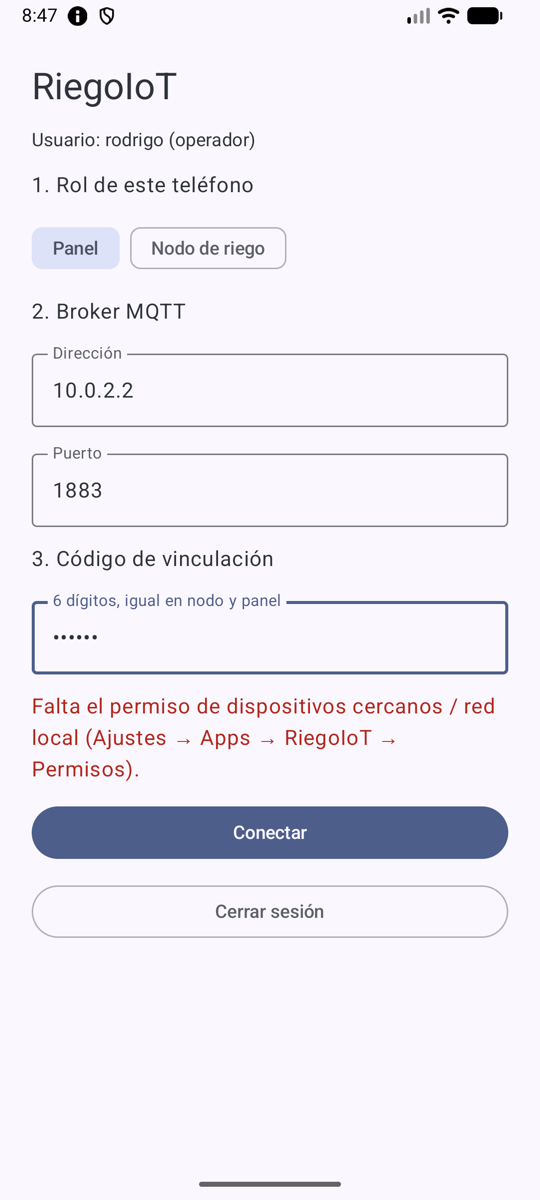 8:47
RiegoIoT
Usuario: rodrigo (operador)
1. Rol de este teléfono
Panel
Nodo de riego
2. Broker MQTT
Dirección
10.0.2.2
Puerto
1883
3. Código de vinculación
6 dígitos, igual en nodo y panel
••••••
Falta el permiso de dispositivos cercanos / red
local (Ajustes → Apps → RiegoIoT →
Permisos).
Conectar
Cerrar sesión